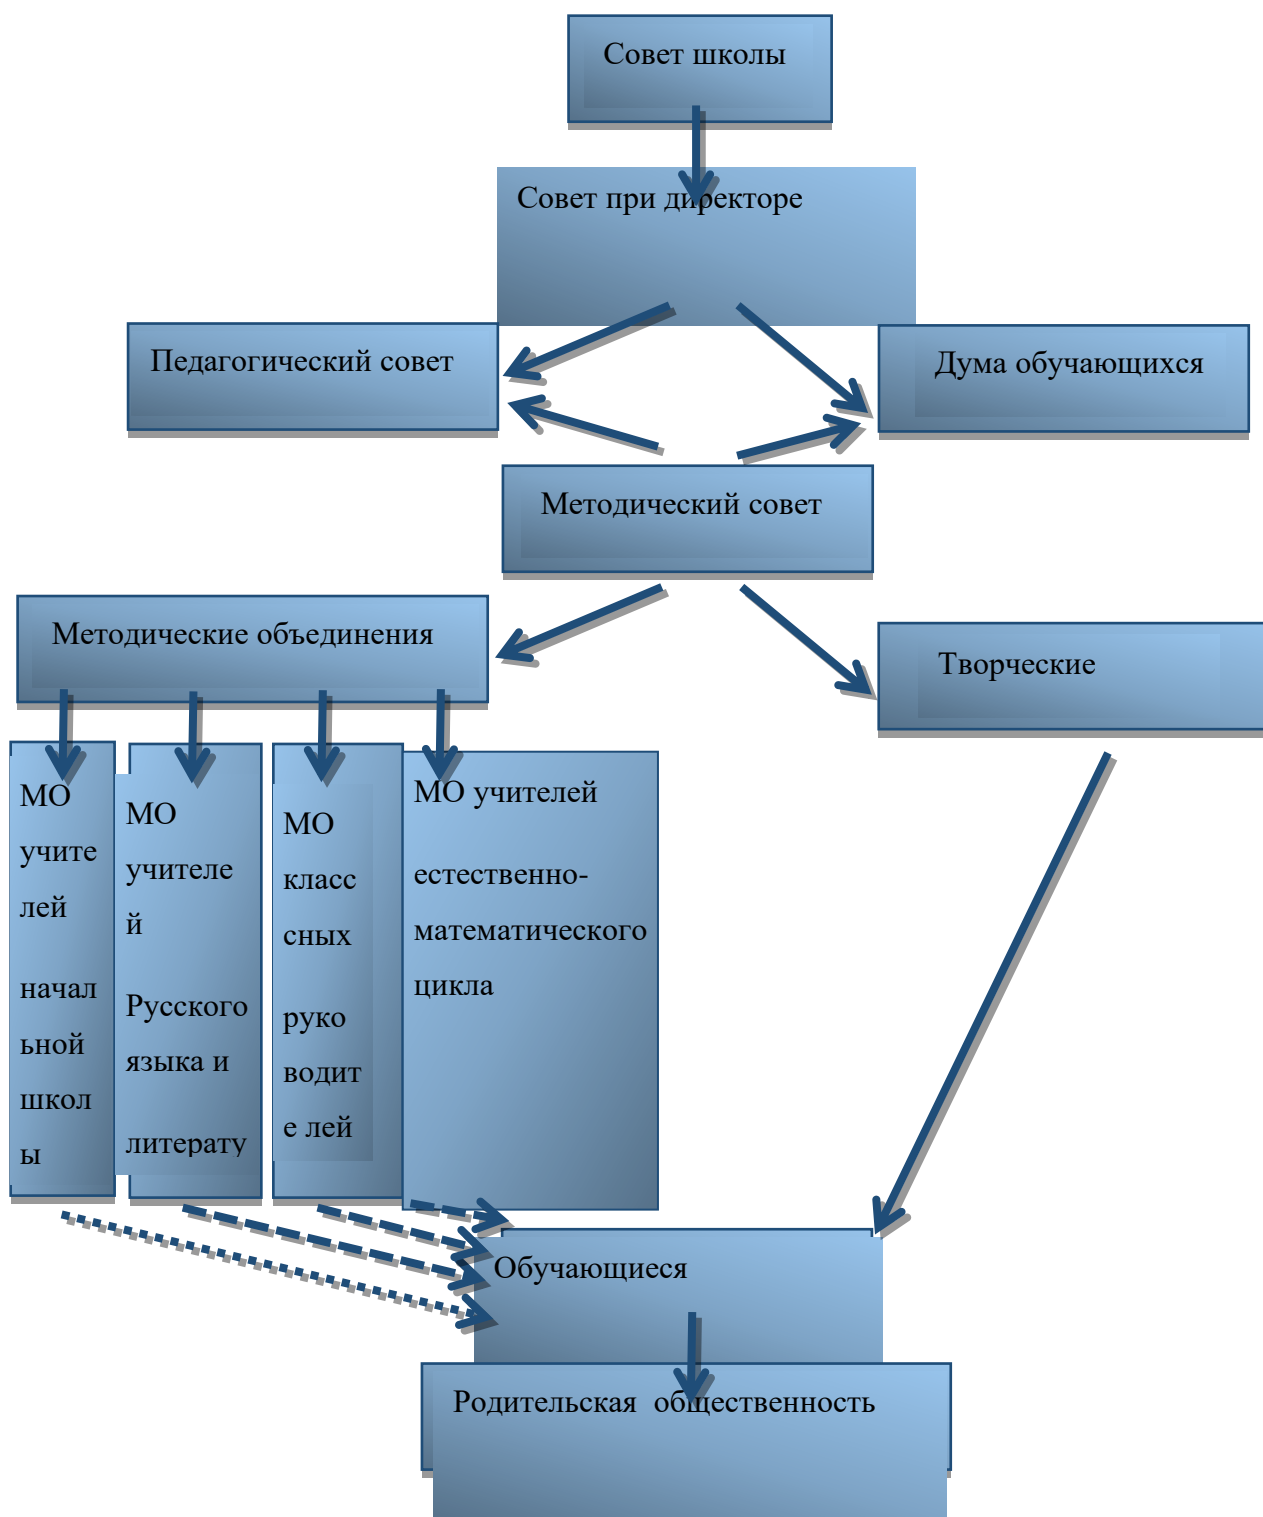 Совет школы
Совет при директоре
Педагогический совет
Дума обучающихся
Методический совет
Методические объединения
Творческие
МО
учите
лей
начал
ьной
школ
ы
МО
учителе
й
Русского
языка и
литерату
МО
класс
сных
руко
водит
е лей
МО учителей
естественно-
математического
цикла
Обучающиеся
Родительская общественность